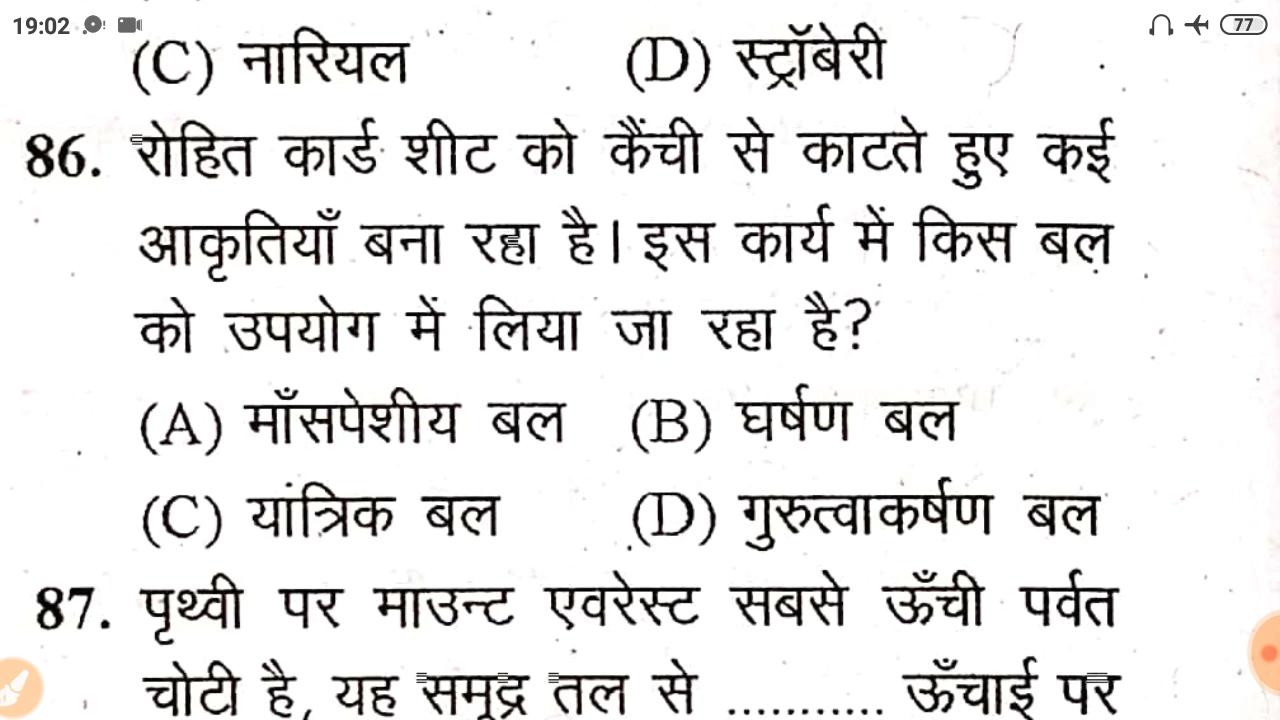 19:02
77
(C) नारियल (D) स्ट्रॉबेरी
86. रोहित कार्ड शीट को कैंची से काटते हुए कई
आकृतियाँ बना रहा है। इस कार्य में किस बल
को उपयोग में लिया जा रहा है?
(A) माँसपेशीय बल (B) घर्षण बल
(C) यांत्रिक बल (D) गुरुत्वाकर्षण बल
87. पृथ्वी पर माउन्ट एवरेस्ट सबसे ऊँची पर्वत
चोटी है, यह समुद्र तल से ........... ऊँचाई पर